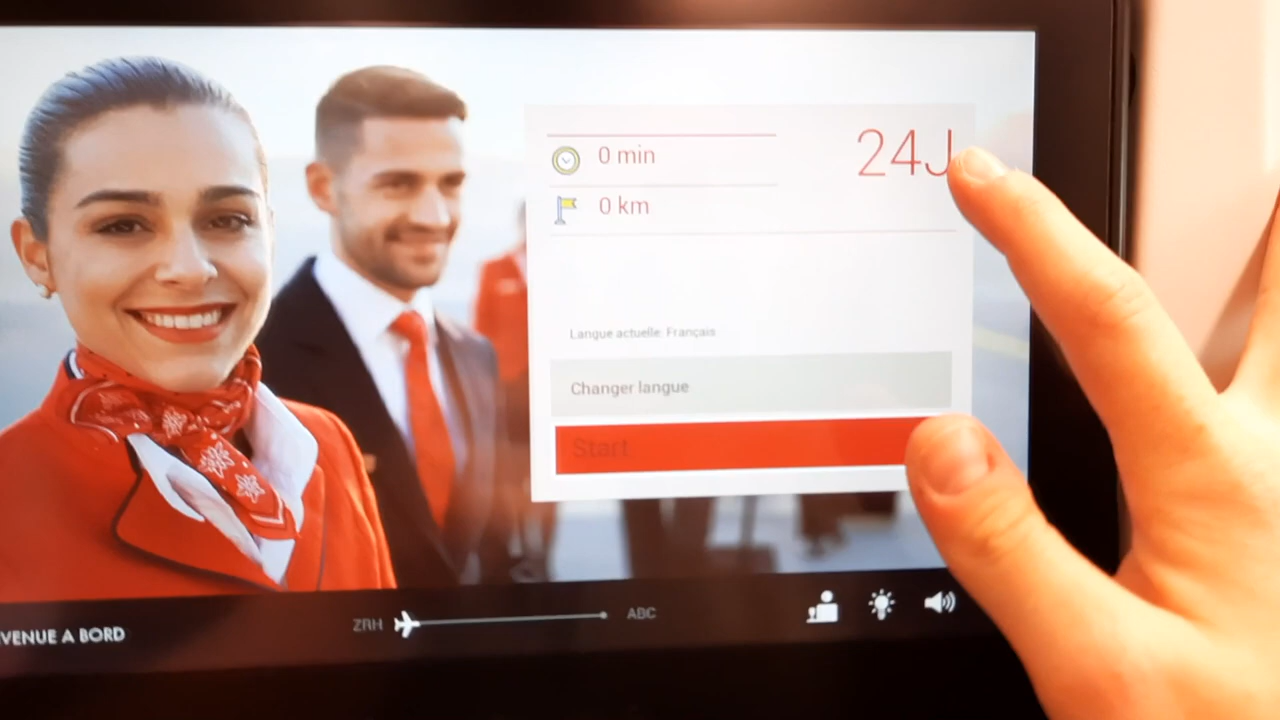 0 min
24J
0 km
Langue actuelle: Français
Changer langue
Start
VENUE A BORD
ZRH
ABC